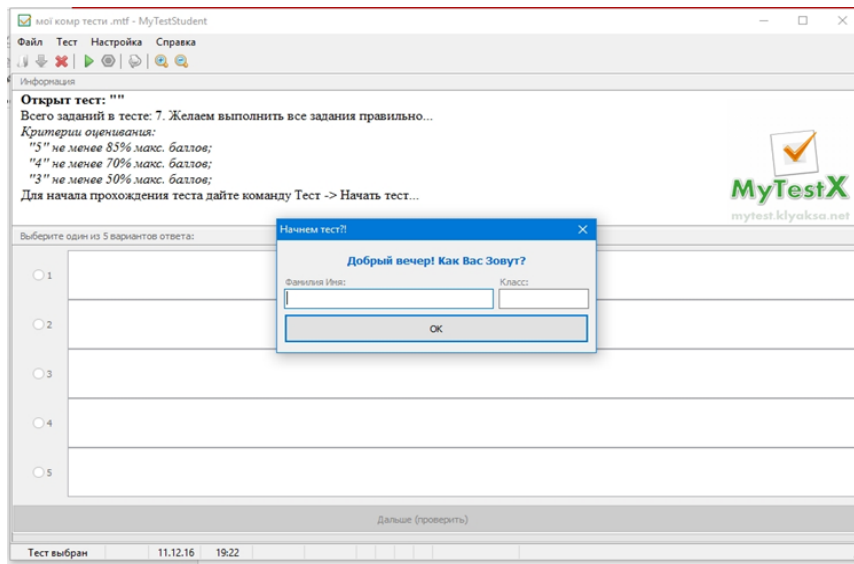 мої комр тести .mtf - MyTestStudent
Файл Тест Настройка Справка
Информация
Открыт тест: ""
Всего заданий в тесте: 7. Желаем выполнить все задания правильно...
Критерии оценивания:
"5" не менее 85% макс. баллов;
"4" не менее 70% макс. баллов;
"3" не менее 50% макс. баллов;
Для начала прохождения теста дайте команду Тест -> Начать тест...
MyTestX
mytest.klyaksa.net
Выберите один из 5 вариантов ответа:
Начнем тест?!
Добрый вечер! Как Вас Зовут?
Фамилия Имя: Класс:
OK
1
2
3
4
5
Дальше (проверить)
Тест выбран 11.12.16 19:22